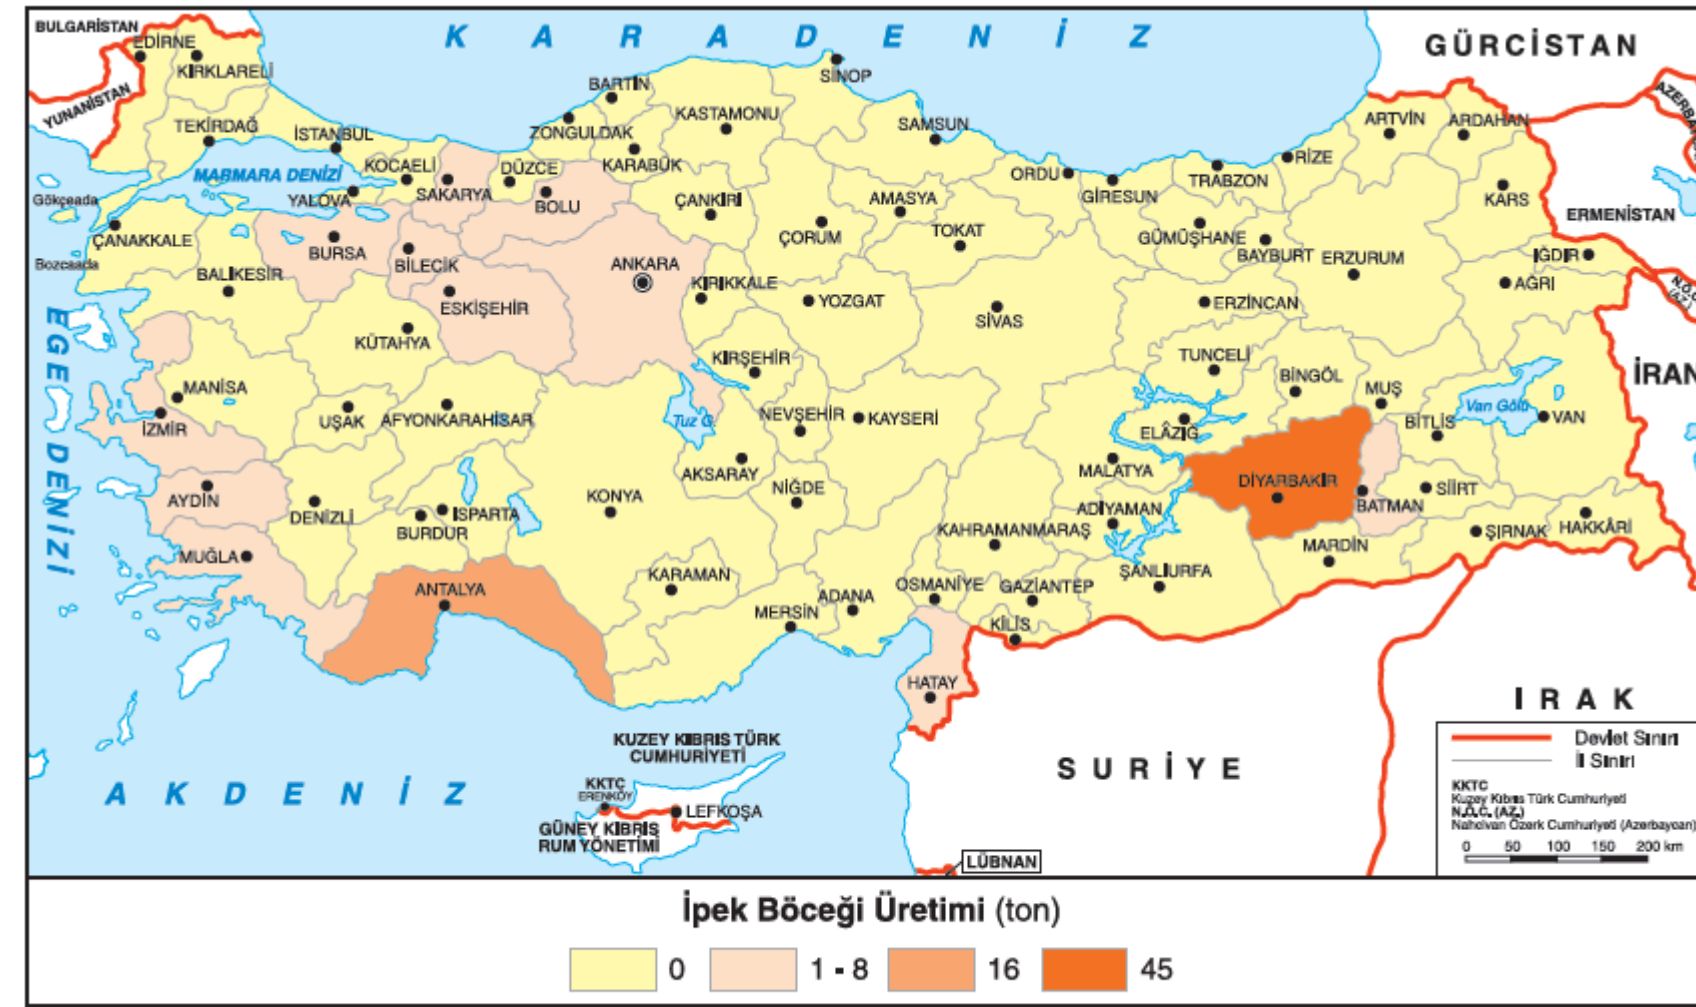 BULGARİSTAN
K A R A D E N İ Z
GÜRCİSTAN
EDİRNE
KIRKLARELİ
YUNANİSTAN
TEKİRDAĞ
İSTANBUL
MARMARA DENİZİ
KOCAELİ
YALOVA
SAKARYA
DÜZCE
BOLU
ZONGULDAK
BARTIN
KARABÜK
KASTAMONU
SİNOP
SAMSUN
ÇANKIRI
ÇORUM
AMASYA
TOKAT
ORDU
GİRESUN
TRABZON
RİZE
ARTVİN
ARDAHAN
KARS
ERMENİSTAN
GÜMÜŞHANE
BAYBURT
ERZURUM
IĞDIR
AĞRI
N.Ö.C.
(AZ.)
Gökçeada
ÇANAKKALE
Bozcaada
BALIKESİR
BURSA
BİLECİK
ESKİŞEHİR
ANKARA
KIRIKKALE
YOZGAT
SİVAS
ERZİNCAN
KÜTAHYA
KIRŞEHİR
TUNCELİ
BİNGÖL
MUŞ
İRAN
EGE DENİZİ
MANİSA
İZMİR
UŞAK
AFYONKARAHİSAR
Tuz G.
NEVŞEHİR
KAYSERİ
ELÂZIĞ
BİTLİS
Van Gölü
VAN
AKSARAY
MALATYA
DİYARBAKIR
BATMAN
SİİRT
AYDIN
DENİZLİ
BURDUR
ISPARTA
KONYA
NİĞDE
KAHRAMANMARAŞ
ADIYAMAN
ŞIRNAK
HAKKÂRİ
MARDİN
MUĞLA
ANTALYA
KARAMAN
MERSİN
ADANA
OSMANİYE
GAZİANTEP
ŞANLIURFA
KİLİS
HATAY
I R A K
S U R İ Y E
A K D E N İ Z
KUZEY KIBRIS TÜRK
CUMHURİYETİ
KKTC
ERENKÖY
LEFKOŞA
GÜNEY KIBRIS
RUM YÖNETİMİ
LÜBNAN
Devlet Sınırı
İl Sınırı
KKTC
Kuzey Kıbrıs Türk Cumhuriyeti
N.Ö.C. (AZ.)
Nahcivan Özerk Cumhuriyeti (Azerbaycan)
0 50 100 150 200 km
İpek Böceği Üretimi (ton)
0 1 - 8 16 45